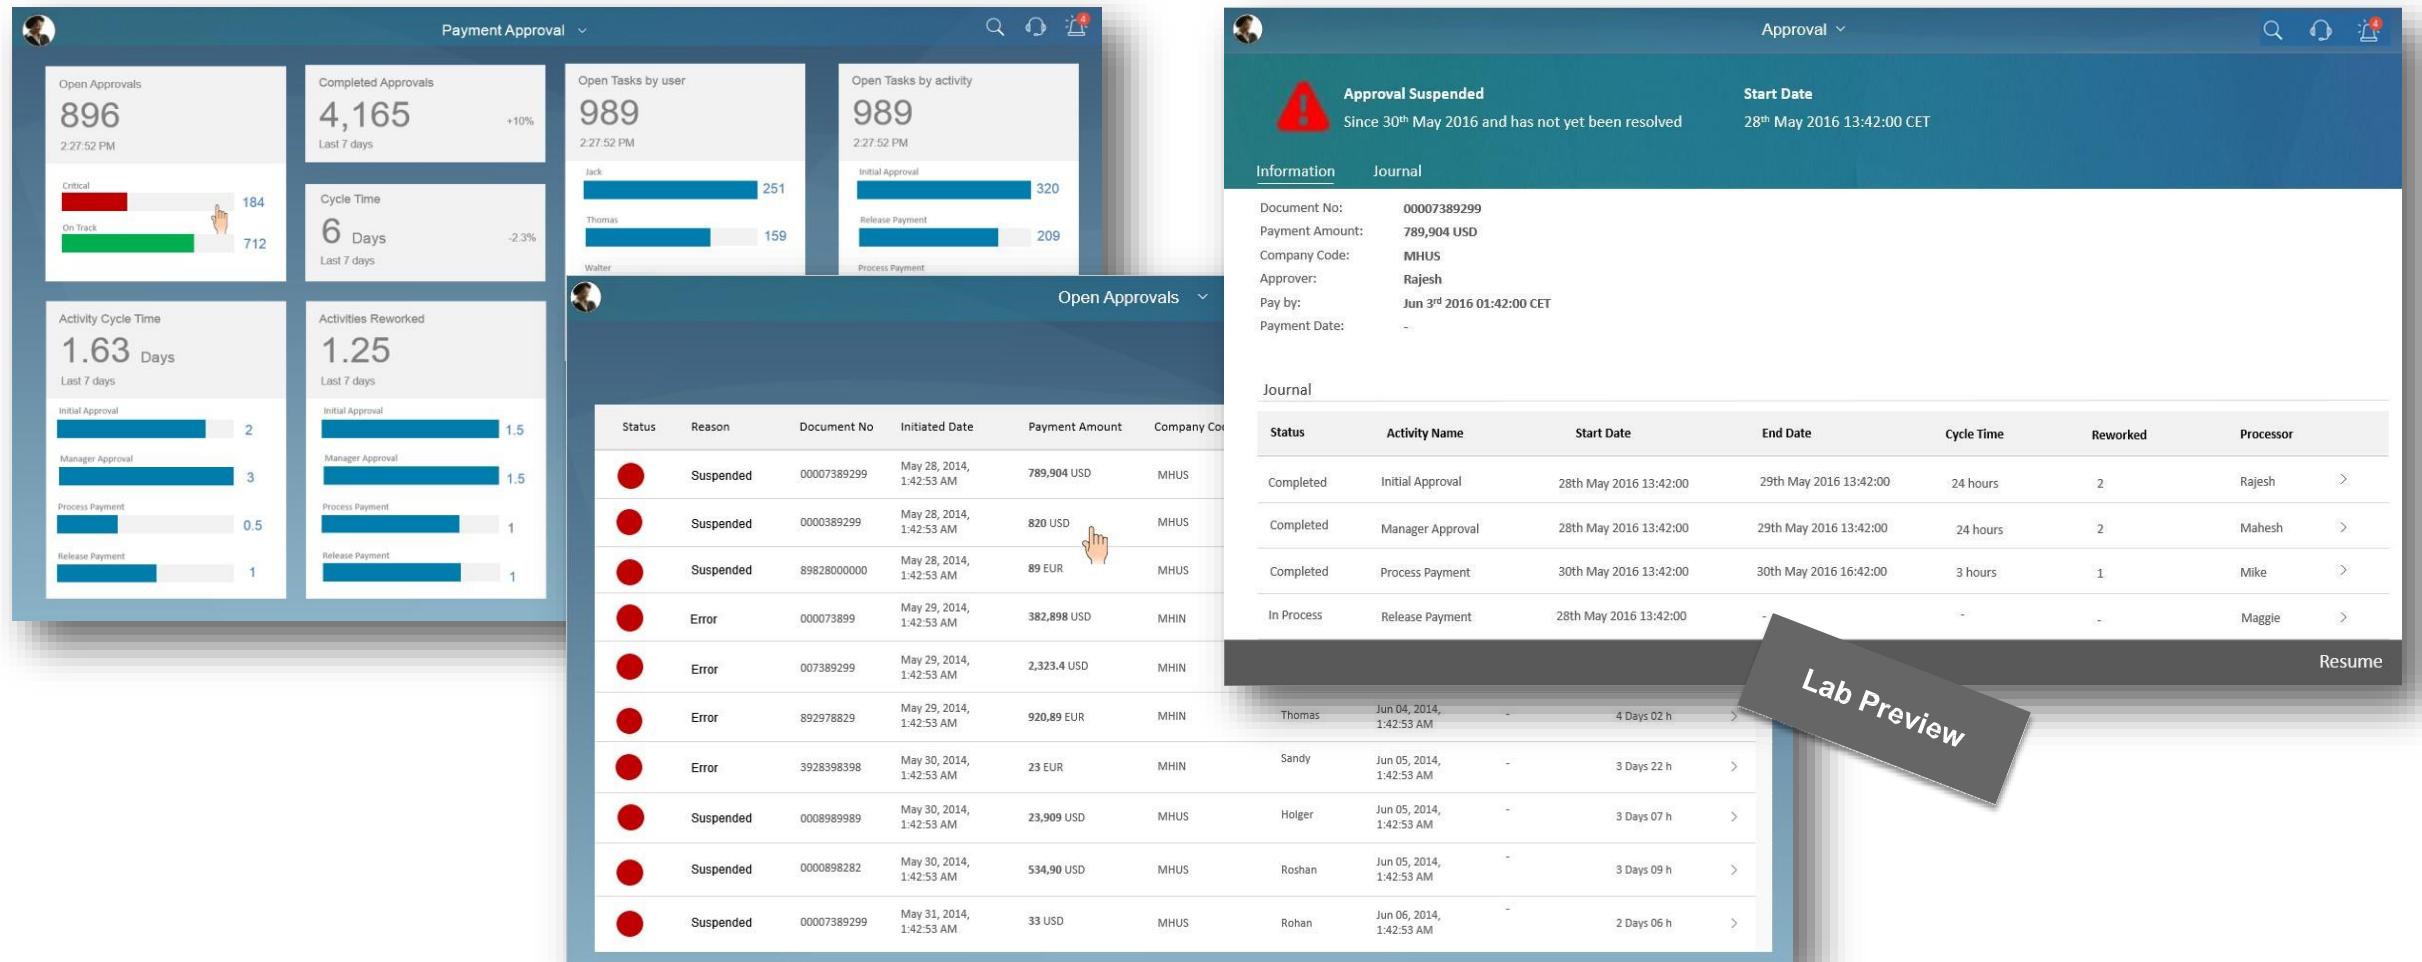 Payment Approval
4
Open Approvals
896
2:27:52 PM
Critical
184
On Track
712
Completed Approvals
4,165
+10%
Last 7 days
Cycle Time
6 Days
-2.3%
Last 7 days
Open Tasks by user
989
2:27:52 PM
Jack
251
Thomas
159
Walter
Open Tasks by activity
989
2:27:52 PM
Initial Approval
320
Release Payment
209
Process Payment
Activity Cycle Time
1.63 Days
Last 7 days
Initial Approval
2
Manager Approval
3
Process Payment
0.5
Release Payment
1
Activities Reworked
1.25
Last 7 days
Initial Approval
1.5
Manager Approval
1.5
Process Payment
1
Release Payment
1
Open Approvals
Status Reason Document No Initiated Date Payment Amount Company Co
Suspended 00007389299 May 28, 2014, 789,904 USD MHUS
1:42:53 AM
Suspended 0000389299 May 28, 2014, 820 USD MHUS
1:42:53 AM
Suspended 89828000000 May 28, 2014, 89 EUR MHUS
1:42:53 AM
Error 000073899 May 29, 2014, 382,898 USD MHIN
1:42:53 AM
Error 007389299 May 29, 2014, 2,323.4 USD MHIN
1:42:53 AM
Error 892978829 May 29, 2014, 920,89 EUR MHIN Thomas Jun 04, 2014, - 4 Days 02 h >
1:42:53 AM 1:42:53 AM
Error 3928398398 May 30, 2014, 23 EUR MHIN Sandy Jun 05, 2014, - 3 Days 22 h >
1:42:53 AM 1:42:53 AM
Suspended 0008989989 May 30, 2014, 23,909 USD MHUS Holger Jun 05, 2014, - 3 Days 07 h >
1:42:53 AM 1:42:53 AM
Suspended 0000898282 May 30, 2014, 534,90 USD MHUS Roshan Jun 05, 2014, - 3 Days 09 h >
1:42:53 AM 1:42:53 AM
Suspended 00007389299 May 31, 2014, 33 USD MHUS Rohan Jun 06, 2014, - 2 Days 06 h >
1:42:53 AM 1:42:53 AM
Approval
4
Approval Suspended
Since 30th May 2016 and has not yet been resolved
Start Date
28th May 2016 13:42:00 CET
Information Journal
Document No: 00007389299
Payment Amount: 789,904 USD
Company Code: MHUS
Approver: Rajesh
Pay by: Jun 3rd 2016 01:42:00 CET
Payment Date: -
Journal
Status Activity Name Start Date End Date Cycle Time Reworked Processor
Completed Initial Approval 28th May 2016 13:42:00 29th May 2016 13:42:00 24 hours 2 Rajesh >
Completed Manager Approval 28th May 2016 13:42:00 29th May 2016 13:42:00 24 hours 2 Mahesh >
Completed Process Payment 30th May 2016 13:42:00 30th May 2016 16:42:00 3 hours 1 Mike >
In Process Release Payment 28th May 2016 13:42:00 - - - Maggie >
Resume
Lab Preview